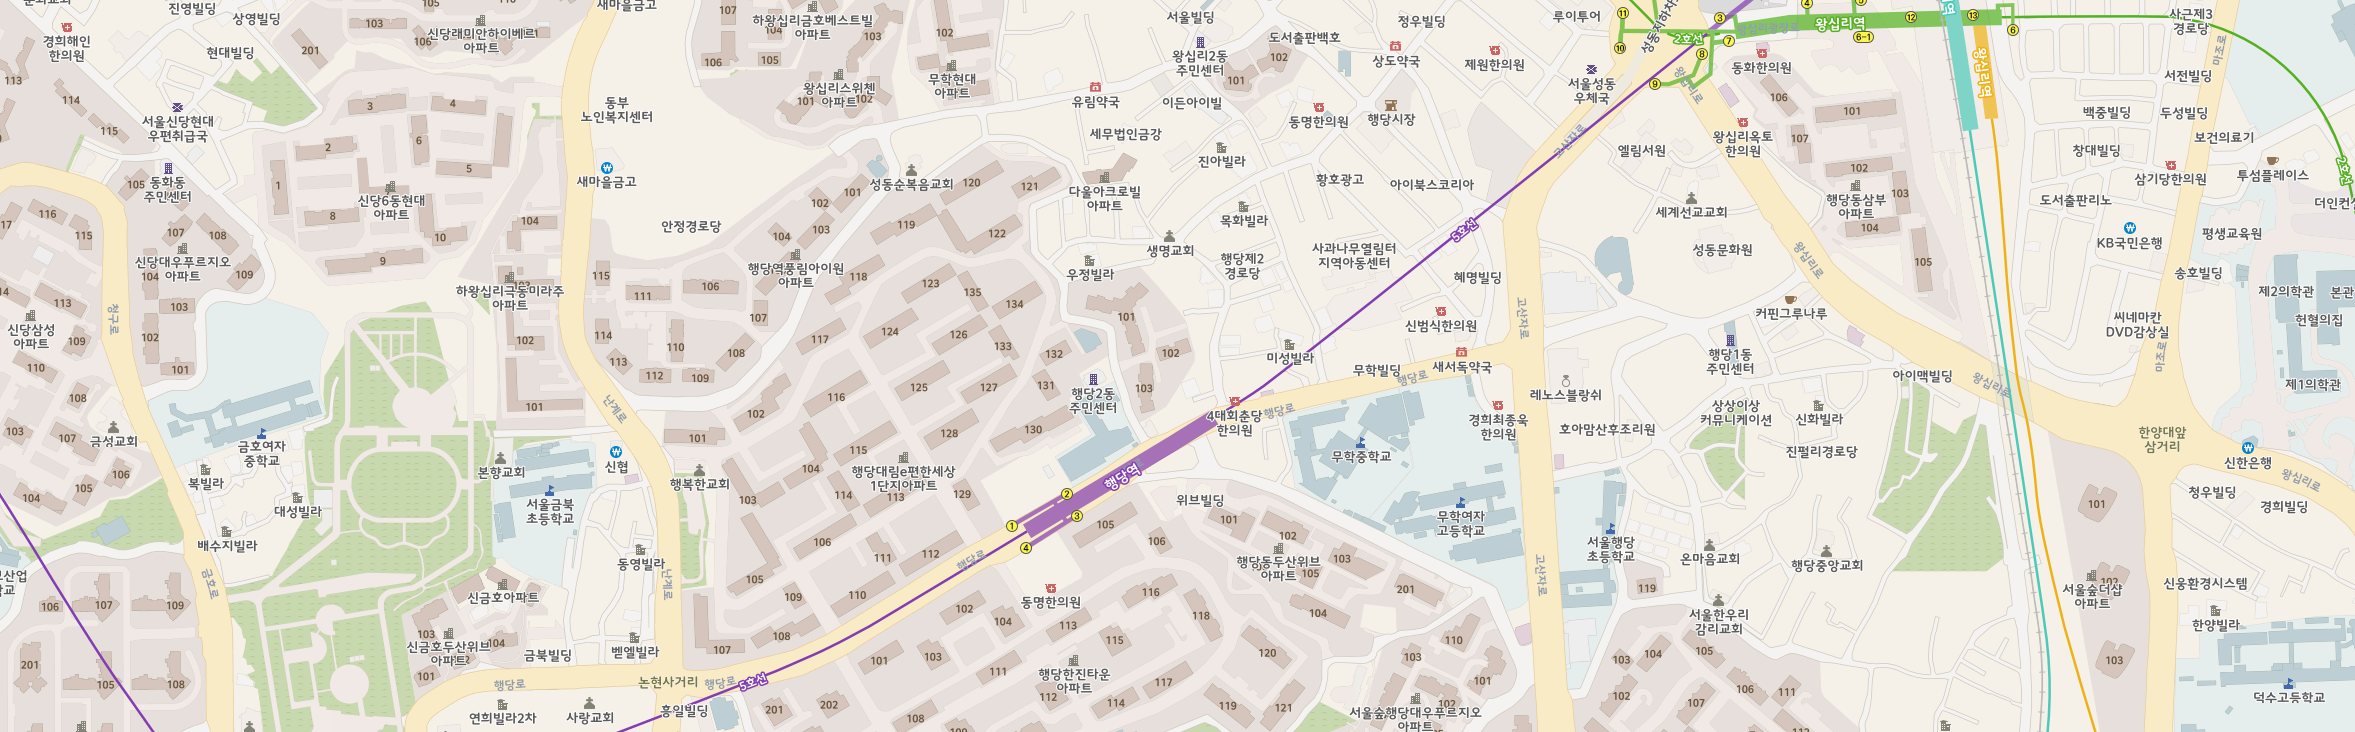 진영빌딩
상영빌딩
경희해인
한의원
현대빌딩
신당래미안하이베르
아파트
새마을금고
하왕십리금호베스트빌
아파트
왕십리스위첸
아파트
무학현대
아파트
서울빌딩
왕십리2동
주민센터
도서출판백호
정우빌딩
상도약국
제원한의원
루이투어
서울성동
우체국
동화한의원
왕십리역
왕십리역
2호선
사근제3
경로당
서전빌딩
백중빌딩
두성빌딩
보건의료기
창대빌딩
삼기당한의원
투섬플레이스
도서출판리노
KB국민은행
평생교육원
송호빌딩
제2의학관
본관
헌혈의집
씨네마칸
DVD감상실
제1의학관
서울신당현대
우편취급국
동부
노인복지센터
유림약국
이든아이빌
세무법인금강
동명한의원
행당시장
진아빌라
황호광고
아이북스코리아
엘림서원
왕십리옥토
한의원
동화동
주민센터
신당6동현대
아파트
새마을금고
성동순복음교회
다울아크로빌
아파트
목화빌라
안정경로당
생명교회
세계선교교회
성동문화원
행당동삼부
아파트
신당대우푸르지오
아파트
하왕십리극동미라주
아파트
행당역풍림아이원
아파트
우정빌라
행당제2
경로당
사과나무열림터
지역아동센터
혜명빌딩
5호선
신범식한의원
커핀그루나루
신당삼성
아파트
미성빌라
무학빌딩
새서독약국
행당1동
주민센터
아이맥빌딩
레노스블랑쉬
행당2동
주민센터
4대회춘당
한의원
행당로
경희최종욱
한의원
호아맘산후조리원
상상이상
커뮤니케이션
신화빌라
진펄리경로당
한양대앞
삼거리
신한은행
금성교회
금호여자
중학교
본향교회
신협
행복한교회
행당대림e편한세상
1단지아파트
행당역
무학중학교
복빌라
대성빌라
서울금북
초등학교
위브빌딩
무학여자
고등학교
청우빌딩
경희빌딩
배수지빌라
동영빌라
행당동두산위브
아파트
서울행당
초등학교
온마음교회
행당중앙교회
서울숲더샵
아파트
신웅환경시스템
신금호아파트
동명한의원
서울한우리
감리교회
한양빌라
신금호두산위브
아파트
금북빌딩
벧엘빌라
행당한진타운
아파트
논현사거리
행당로
5호선
흥일빌딩
연희빌라2차
사랑교회
서울숲행당대우푸르지오
아파트
덕수고등학교
청구로
금호로
난계로
고산자로
왕십리로